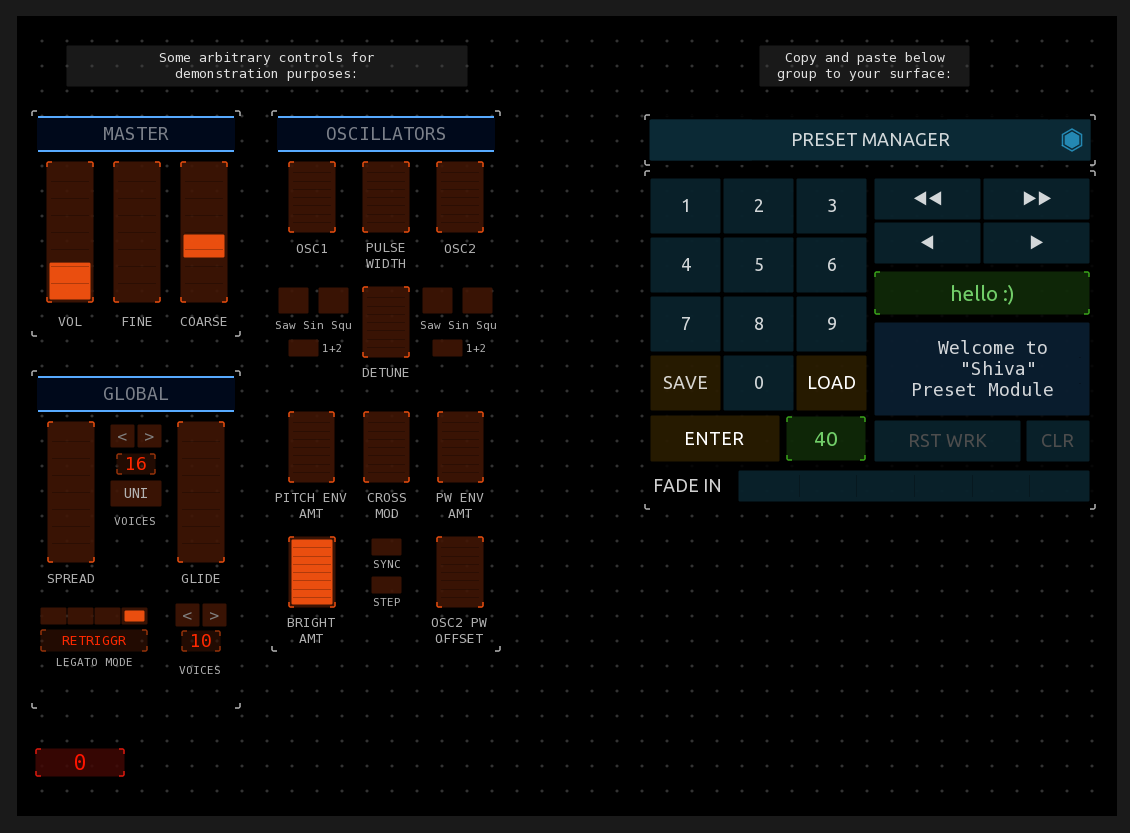 Some arbitrary controls for
demonstration purposes:
Copy and paste below
group to your surface:
MASTER
VOL
FINE
COARSE
GLOBAL
< >
16
UNI
VOICES
SPREAD
GLIDE
RETRIGGR
LEGATO MODE
< >
10
VOICES
0
OSCILLATORS
OSC1
PULSE
WIDTH
OSC2
Saw Sin Squ
1+2
DETUNE
Saw Sin Squ
1+2
PITCH ENV
AMT
CROSS
MOD
PW ENV
AMT
BRIGHT
AMT
SYNC
STEP
OSC2 PW
OFFSET
PRESET MANAGER
1 2 3
4 5 6
7 8 9
SAVE 0 LOAD
ENTER 40
hello :)
Welcome to
"Shiva"
Preset Module
RST WRK CLR
FADE IN